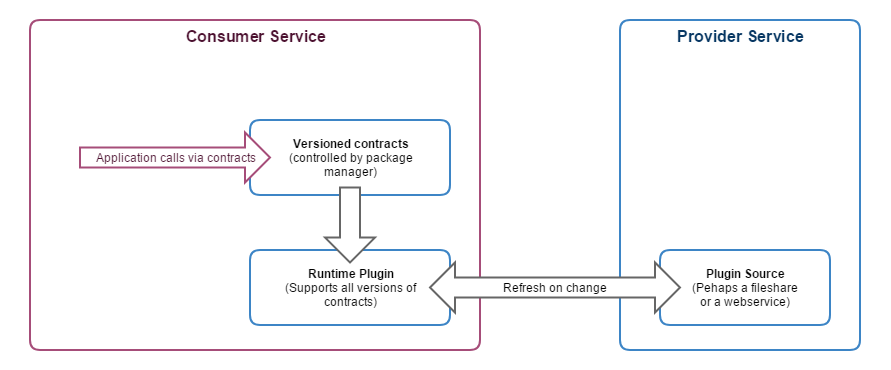 Consumer Service
Provider Service
Versioned contracts
(controlled by package
manager)
Application calls via contracts
Runtime Plugin
(Supports all versions of
contracts)
Refresh on change
Plugin Source
(Pehaps a fileshare
or a webservice)